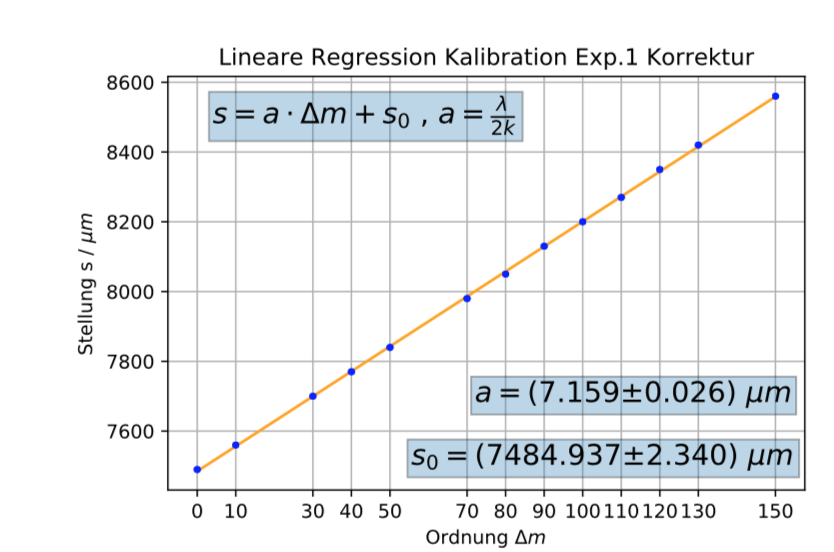 Lineare Regression Kalibration Exp.1 Korrektur
s = a · Δm + s₀ , a = λ/2k
8600
8400
8200
8000
7800
7600
Stellung s / μm
a = (7.159±0.026) μm
s₀ = (7484.937±2.340) μm
0 10 30 40 50 70 80 90 100 110 120 130 150
Ordnung Δm